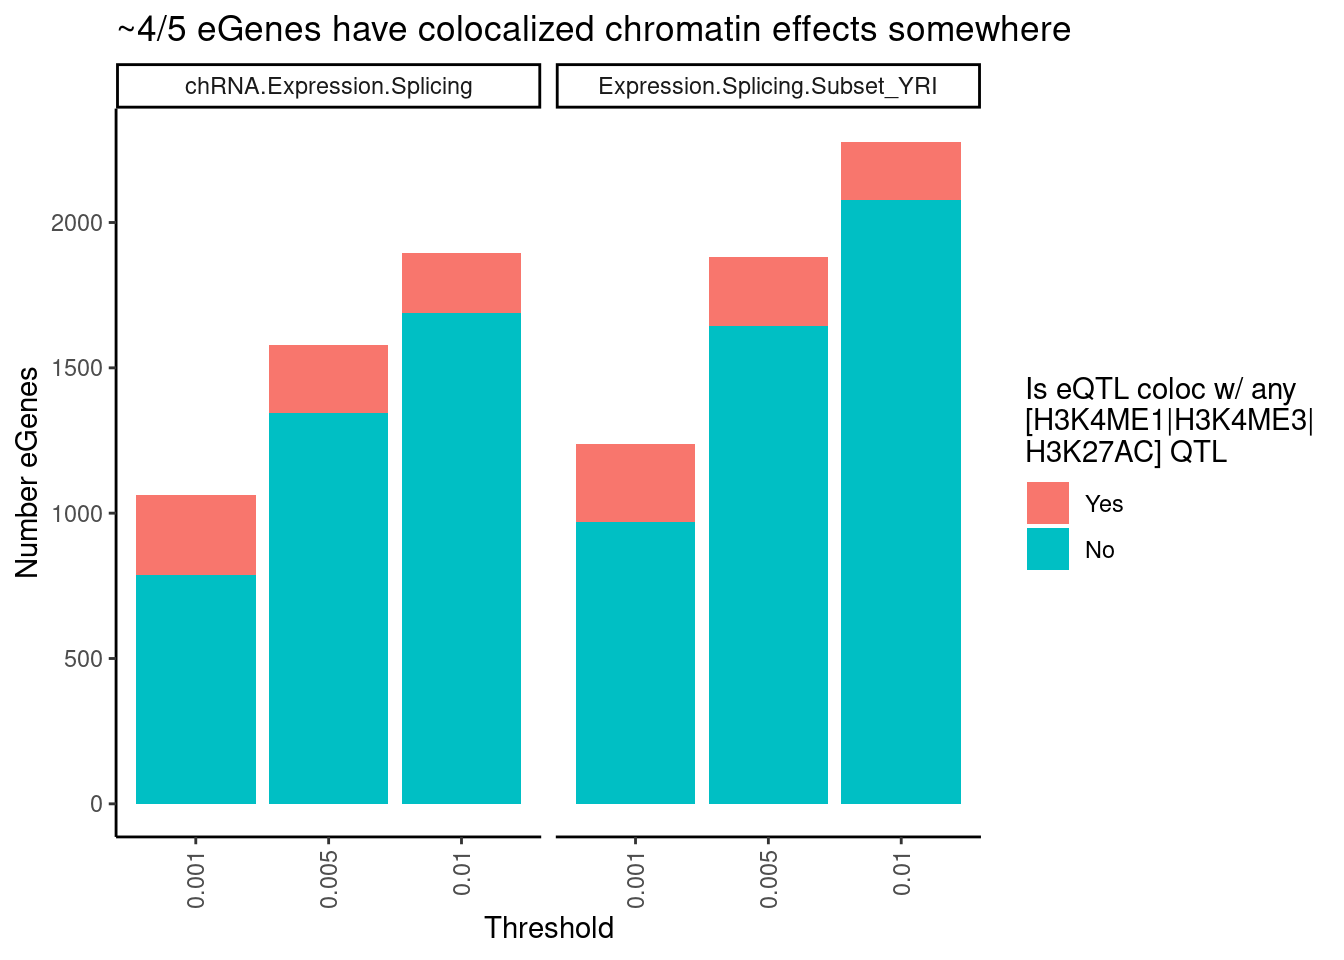 ~4/5 eGenes have colocalized chromatin effects somewhere
chRNA.Expression.Splicing
Expression.Splicing.Subset_YRI
Number eGenes
2000
1500
1000
500
0
0.001
0.005
0.01
0.001
0.005
0.01
Threshold
Is eQTL coloc w/ any
[H3K4ME1|H3K4ME3|
H3K27AC] QTL
Yes
No